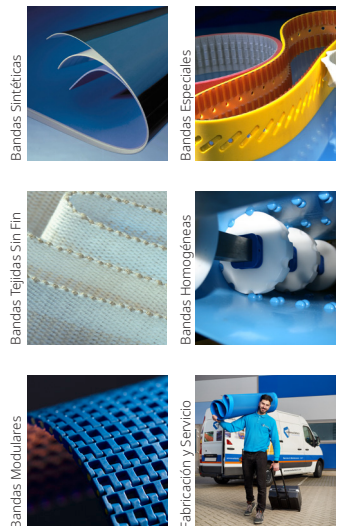 Bandas Sintéticas
Bandas Especiales
Bandas Tejidas Sin Fin
Bandas Homogéneas
Bandas Modulares
Fabricación y Servicio